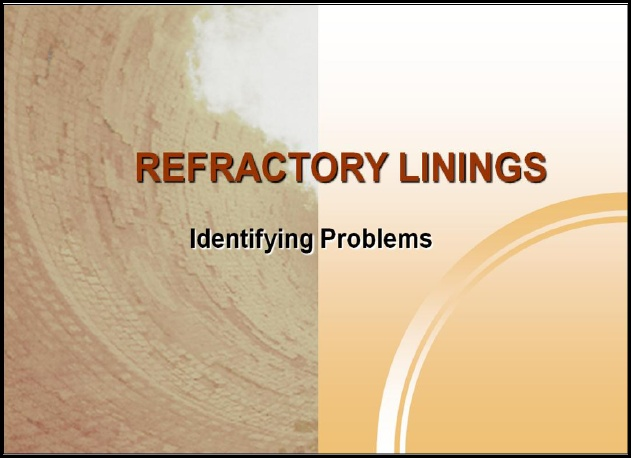 REFRACTORY LININGS
Identifying Problems